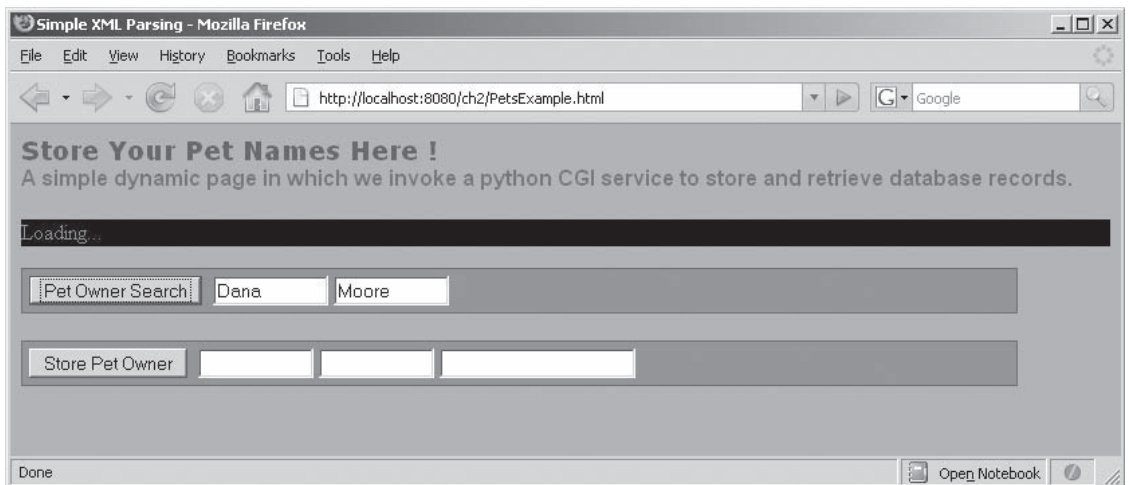 Simple XML Parsing - Mozilla Firefox
File Edit View History Bookmarks Tools Help
http://localhost:8080/ch2/PetsExample.html G Google
Store Your Pet Names Here !
A simple dynamic page in which we invoke a python CGI service to store and retrieve database records.
Loading...
Pet Owner Search Dana Moore
Store Pet Owner
Done Open Notebook